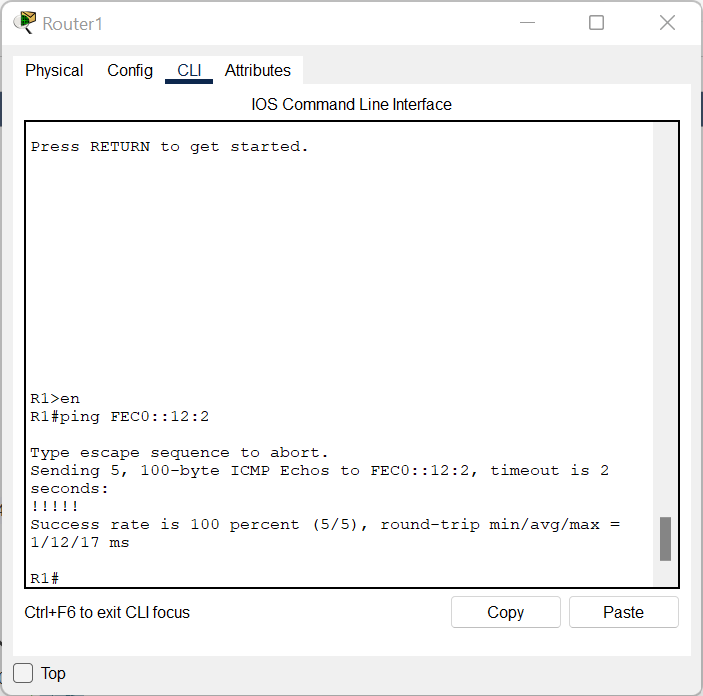 Router1
Physical Config CLI Attributes
IOS Command Line Interface
Press RETURN to get started.
R1>en
R1#ping FEC0::12:2
Type escape sequence to abort.
Sending 5, 100-byte ICMP Echos to FEC0::12:2, timeout is 2
seconds:
!!!!!
Success rate is 100 percent (5/5), round-trip min/avg/max =
1/12/17 ms
R1#
Ctrl+F6 to exit CLI focus Copy Paste
Top